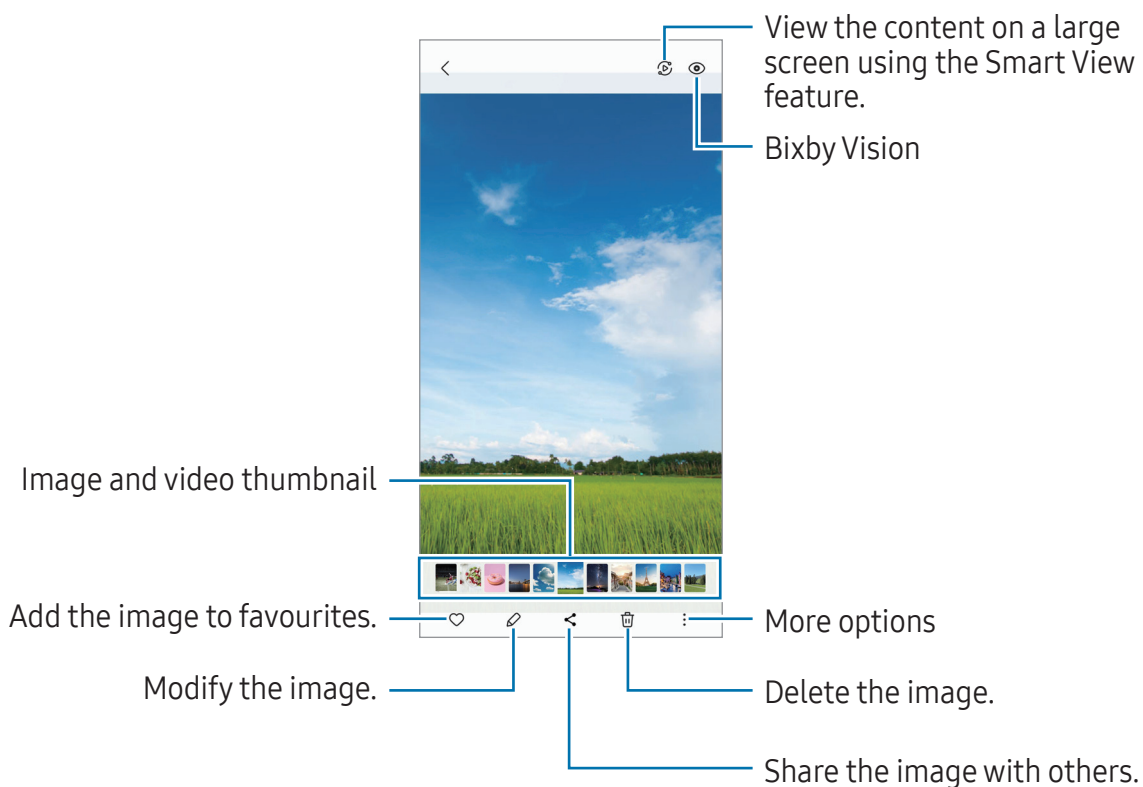 View the content on a large
screen using the Smart View
feature.
Bixby Vision
Image and video thumbnail
Add the image to favourites.
More options
Modify the image.
Delete the image.
Share the image with others.